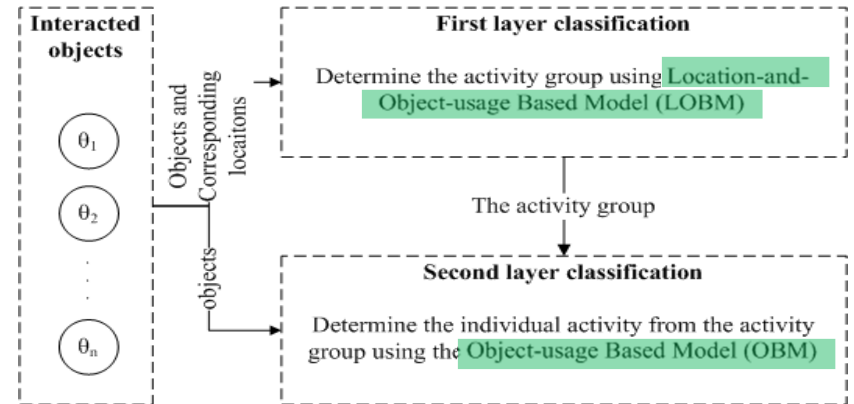 Interacted
objects
θ1
θ2
.
.
.
θn
Objects and
Corresponding
locaitons
objects
First layer classification
Determine the activity group using Location-and-
Object-usage Based Model (LOBM)
The activity group
Second layer classification
Determine the individual activity from the activity
group using the Object-usage Based Model (OBM)